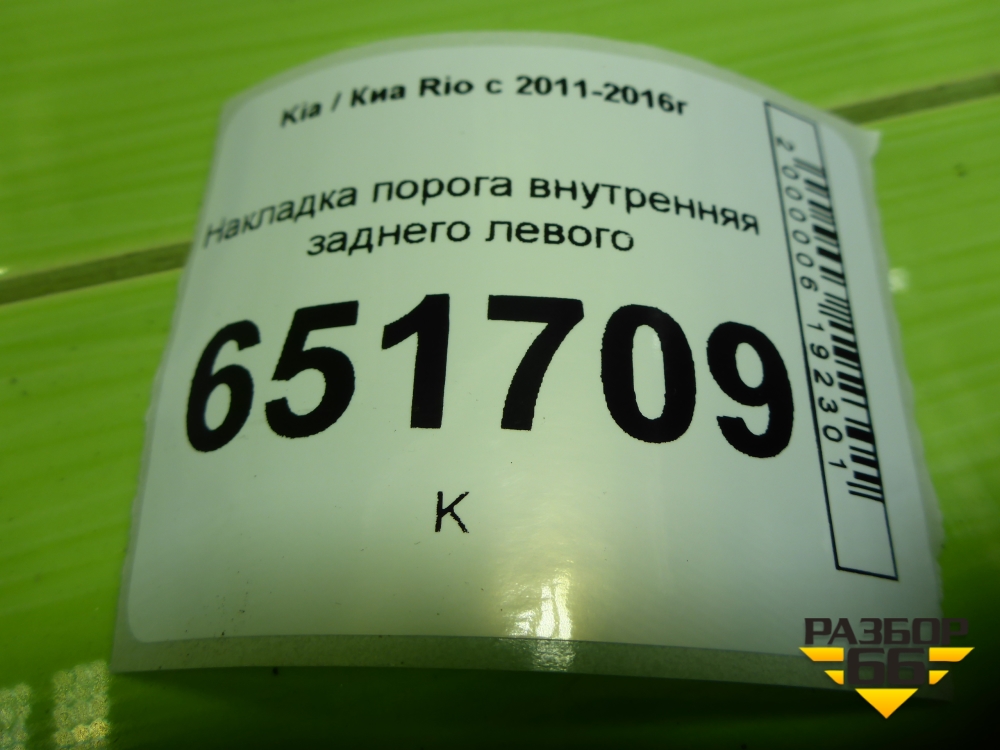 Kia / Киа Rio с 2011-2016г
Накладка порога внутренняя
заднего левого
651709
К
2000006192301
РАЗБОР
66